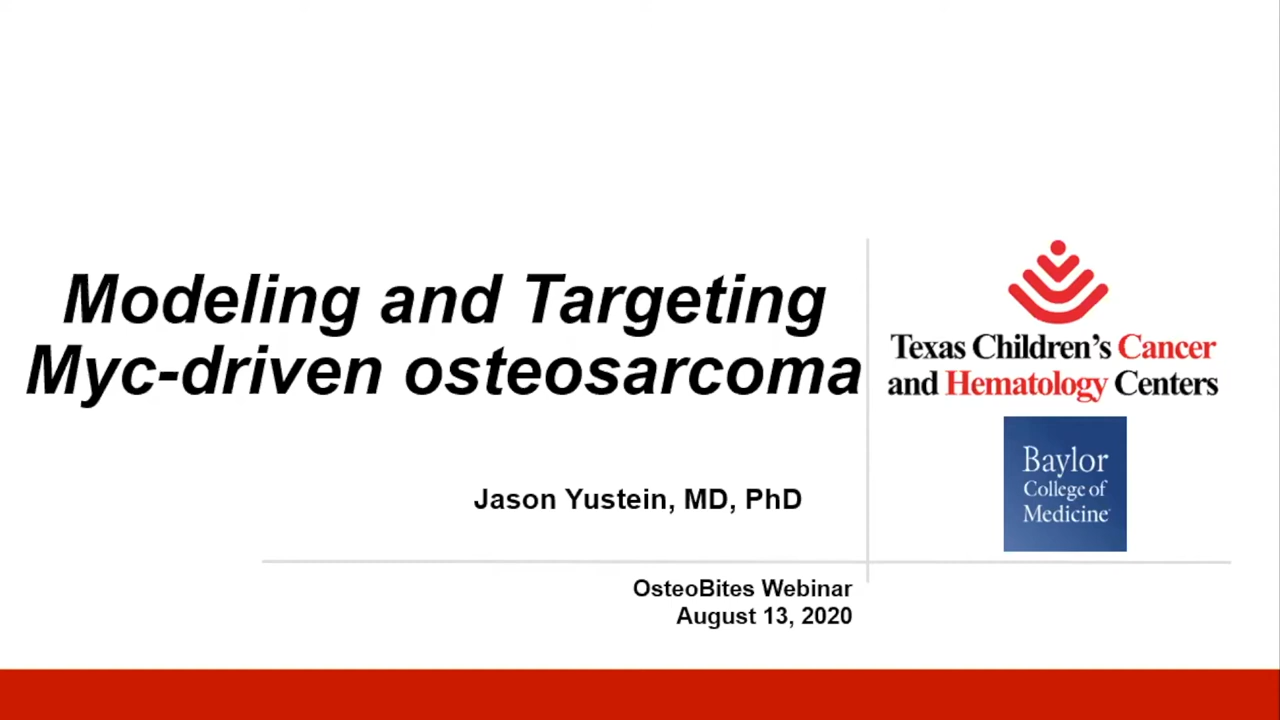 Modeling and Targeting
Myc-driven osteosarcoma
Texas Children's Cancer
and Hematology Centers
Baylor
College of
Medicine
Jason Yustein, MD, PhD
OsteoBites Webinar
August 13, 2020